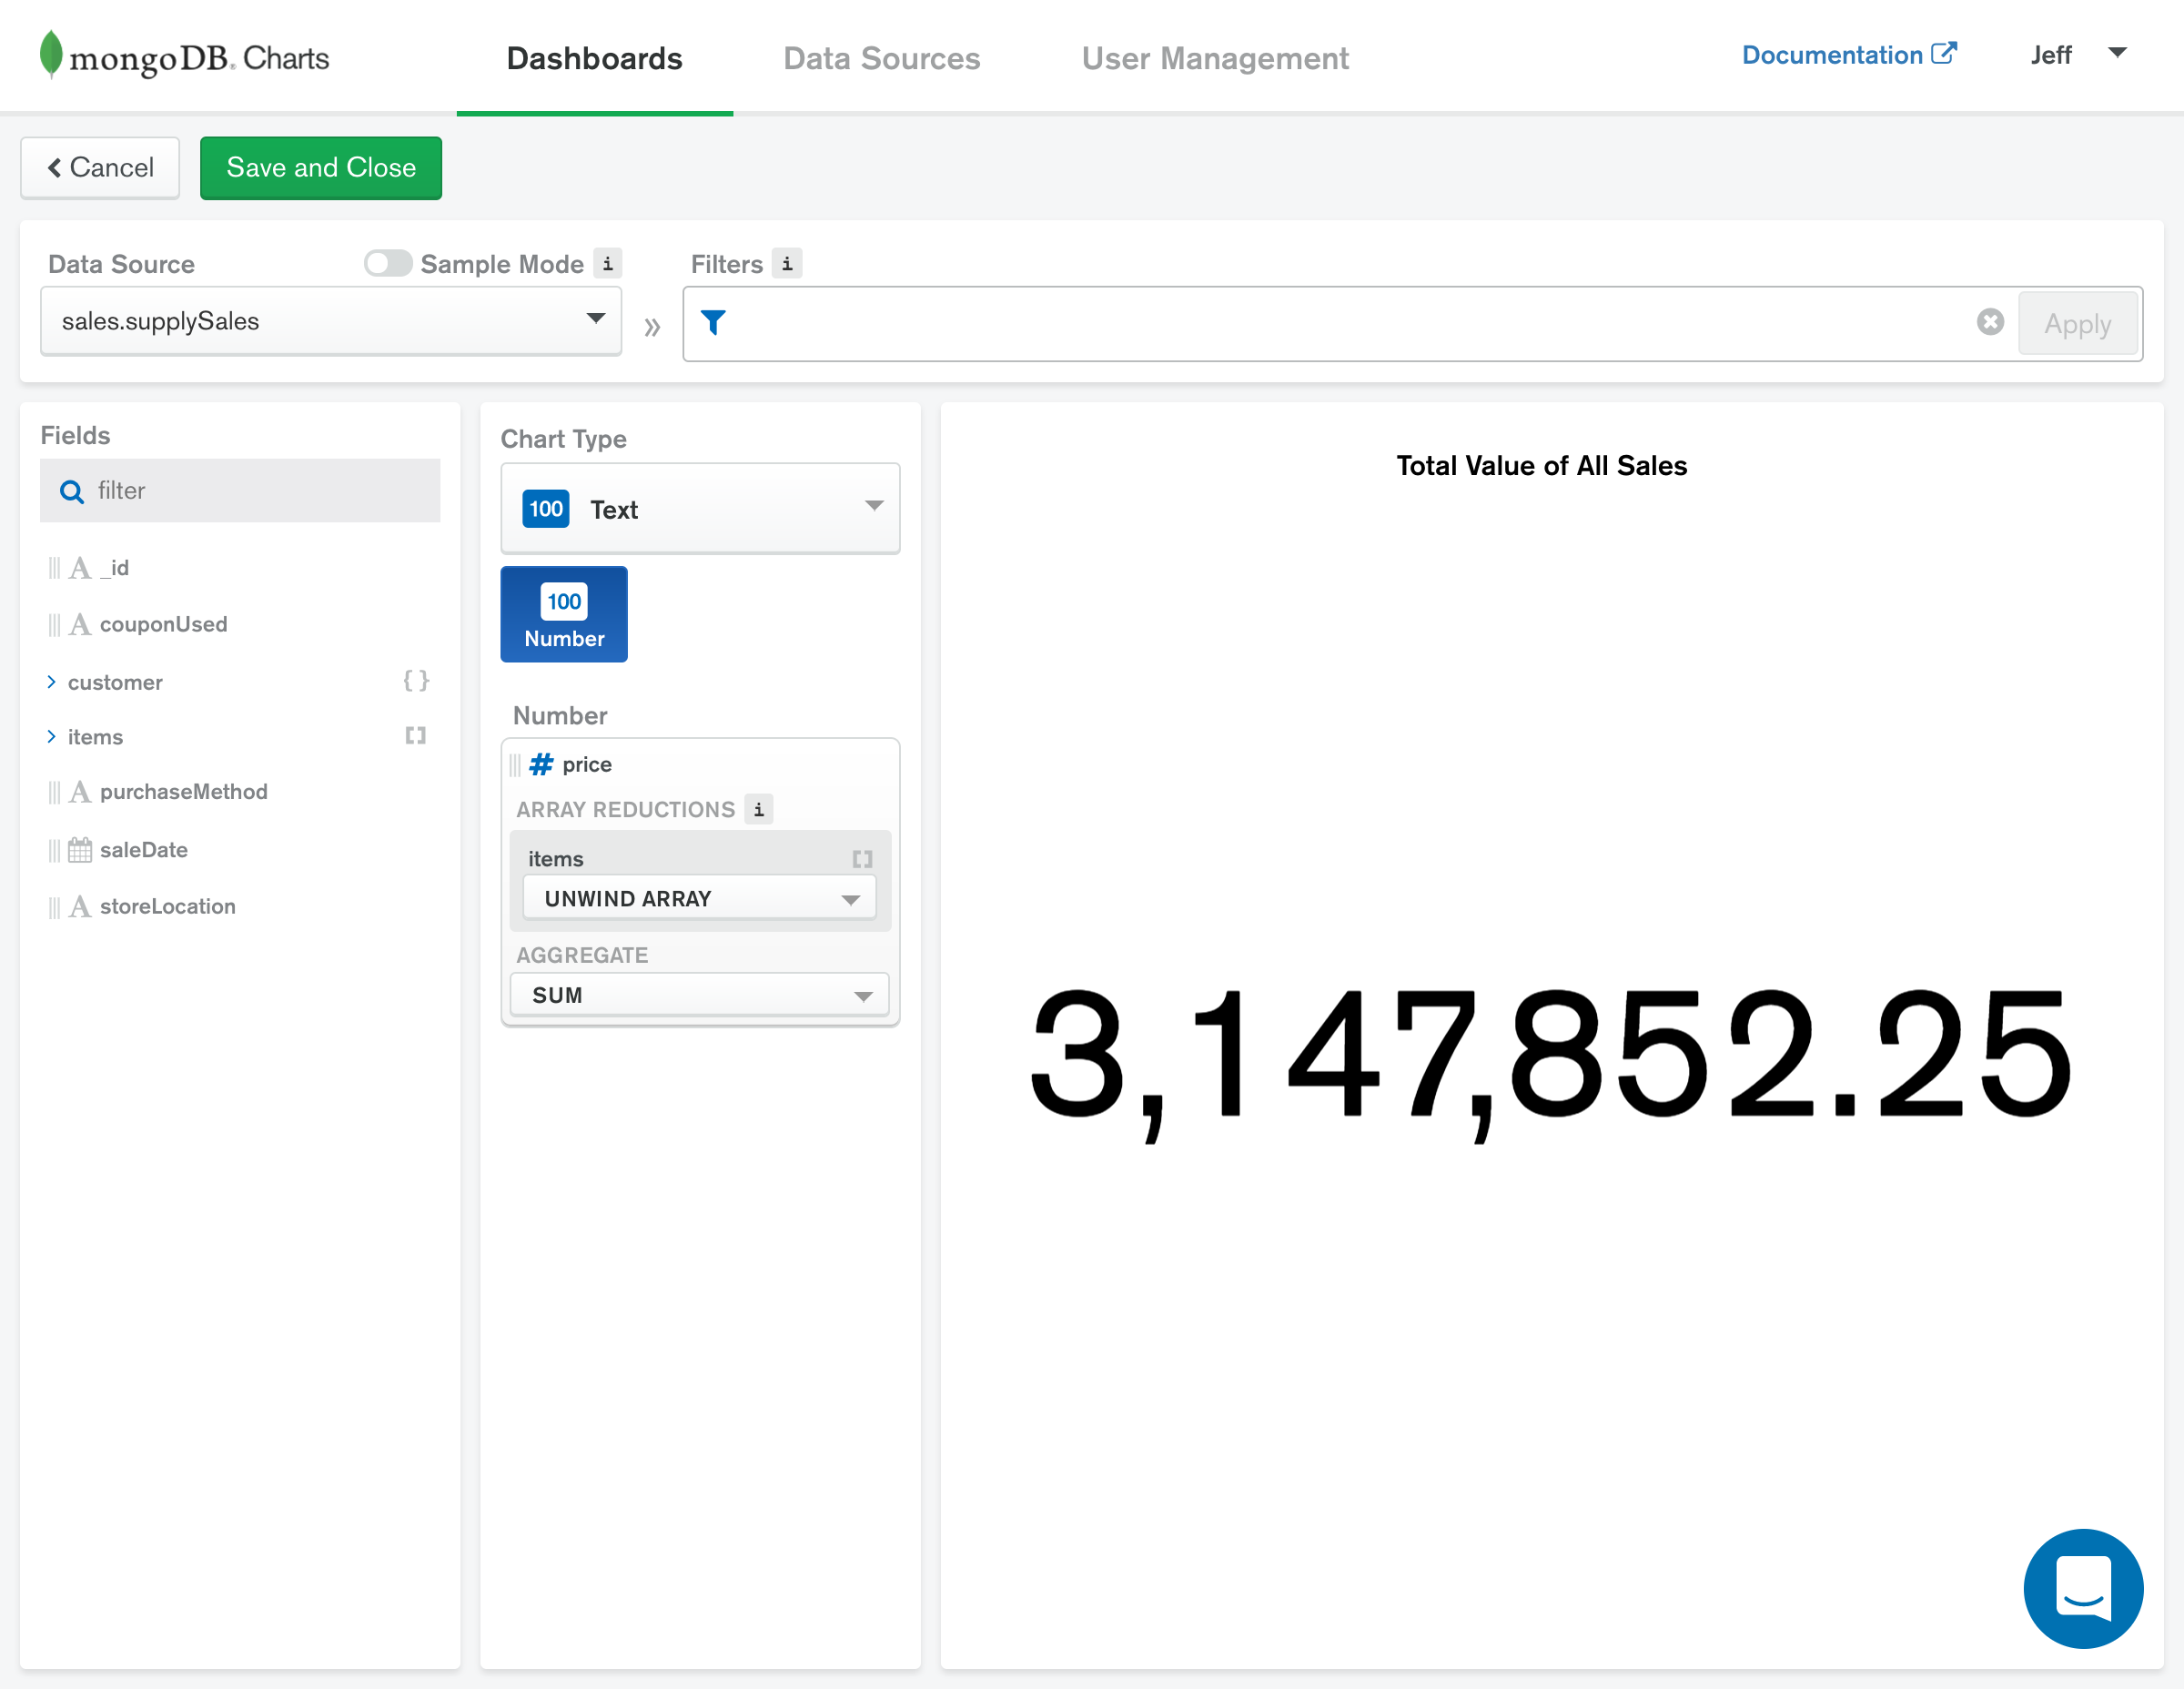 mongoDB. Charts
Dashboards
Data Sources
User Management
Documentation
Jeff
Cancel
Save and Close
Data Source
Sample Mode i
Filters i
sales.supplySales
»
Apply
Fields
filter
A _id
A couponUsed
> customer { }
> items [ ]
A purchaseMethod
saleDate
A storeLocation
Chart Type
100 Text
100
Number
Number
# price
ARRAY REDUCTIONS i
items [ ]
UNWIND ARRAY
AGGREGATE
SUM
Total Value of All Sales
3,147,852.25